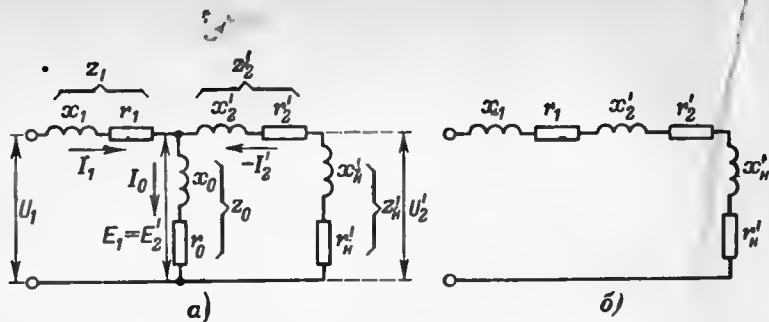 z₁ z₂'
x₁ r₁ x₂' r₂' x₁ r₁ x₂' r₂'
I₁ I₀ -I₂'
U₁ E₁=E₂' x₀ r₀ z₀ xн' rн' zн' U₂' xн' rн'
а) б)